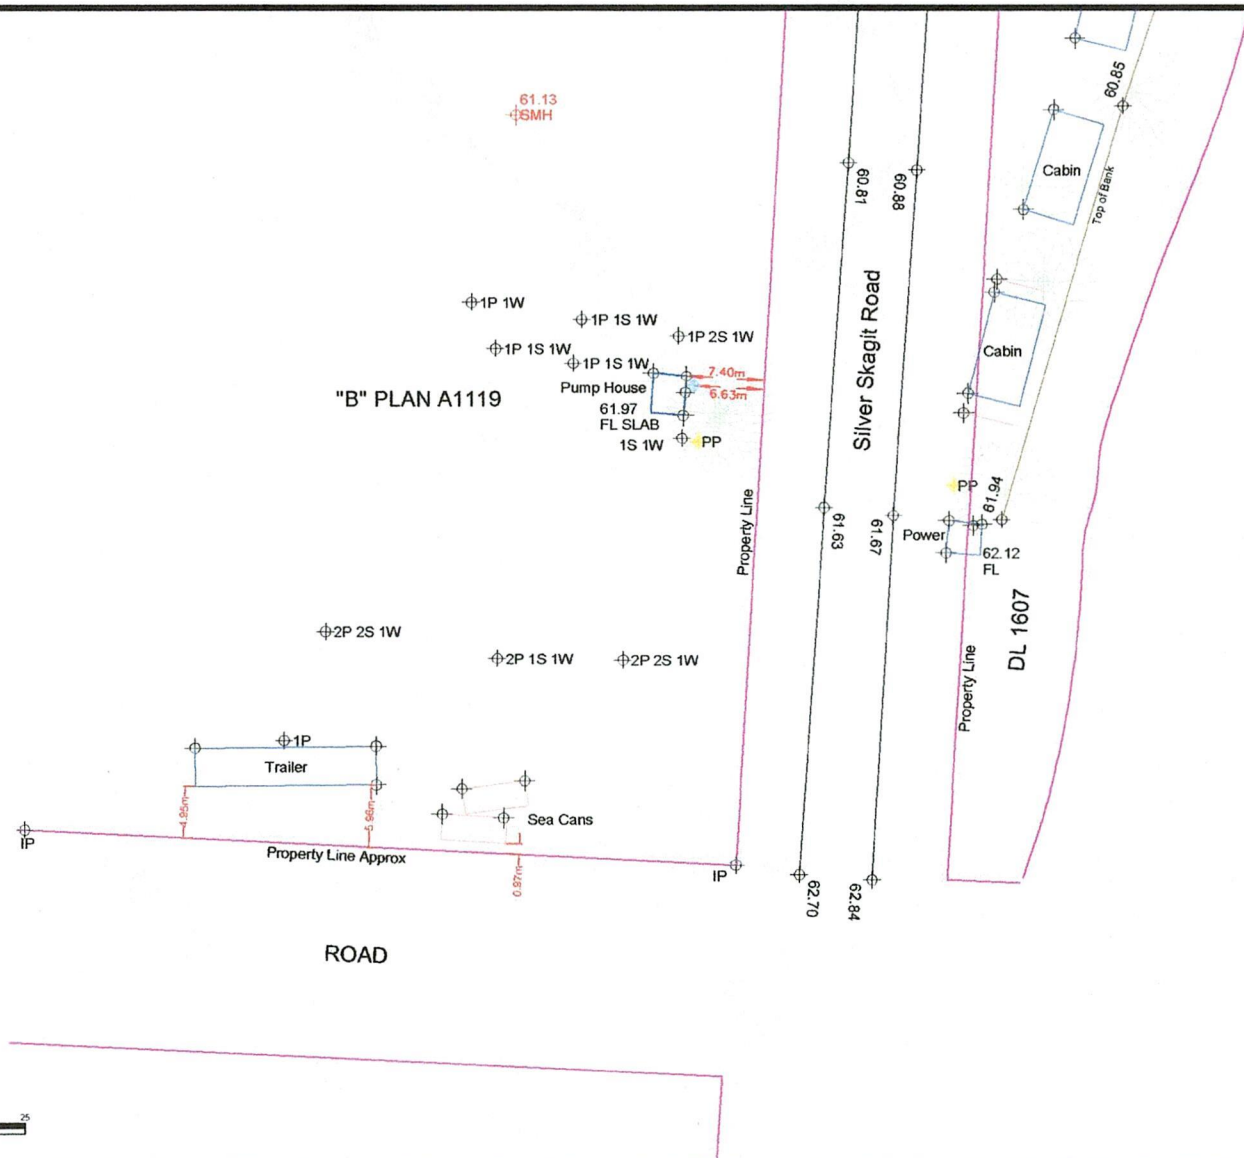 60.85
61.13
SMH
60.81
60.88
Cabin
Top of Bank
1P 1W
1P 1S 1W
1P 2S 1W
1P 1S 1W
1P 1S 1W
Silver Skagit Road
Cabin
7.40m
Pump House
6.63m
"B" PLAN A1119
61.97
FL SLAB
1S 1W
PP
PP
61.94
Property Line
61.63
61.67
Power
62.12
FL
DL 1607
2P 2S 1W
2P 1S 1W
2P 2S 1W
Property Line
1P
Trailer
4.95m
5.96m
Sea Cans
IP
Property Line Approx
0.97m
IP
62.70
62.84
ROAD
25